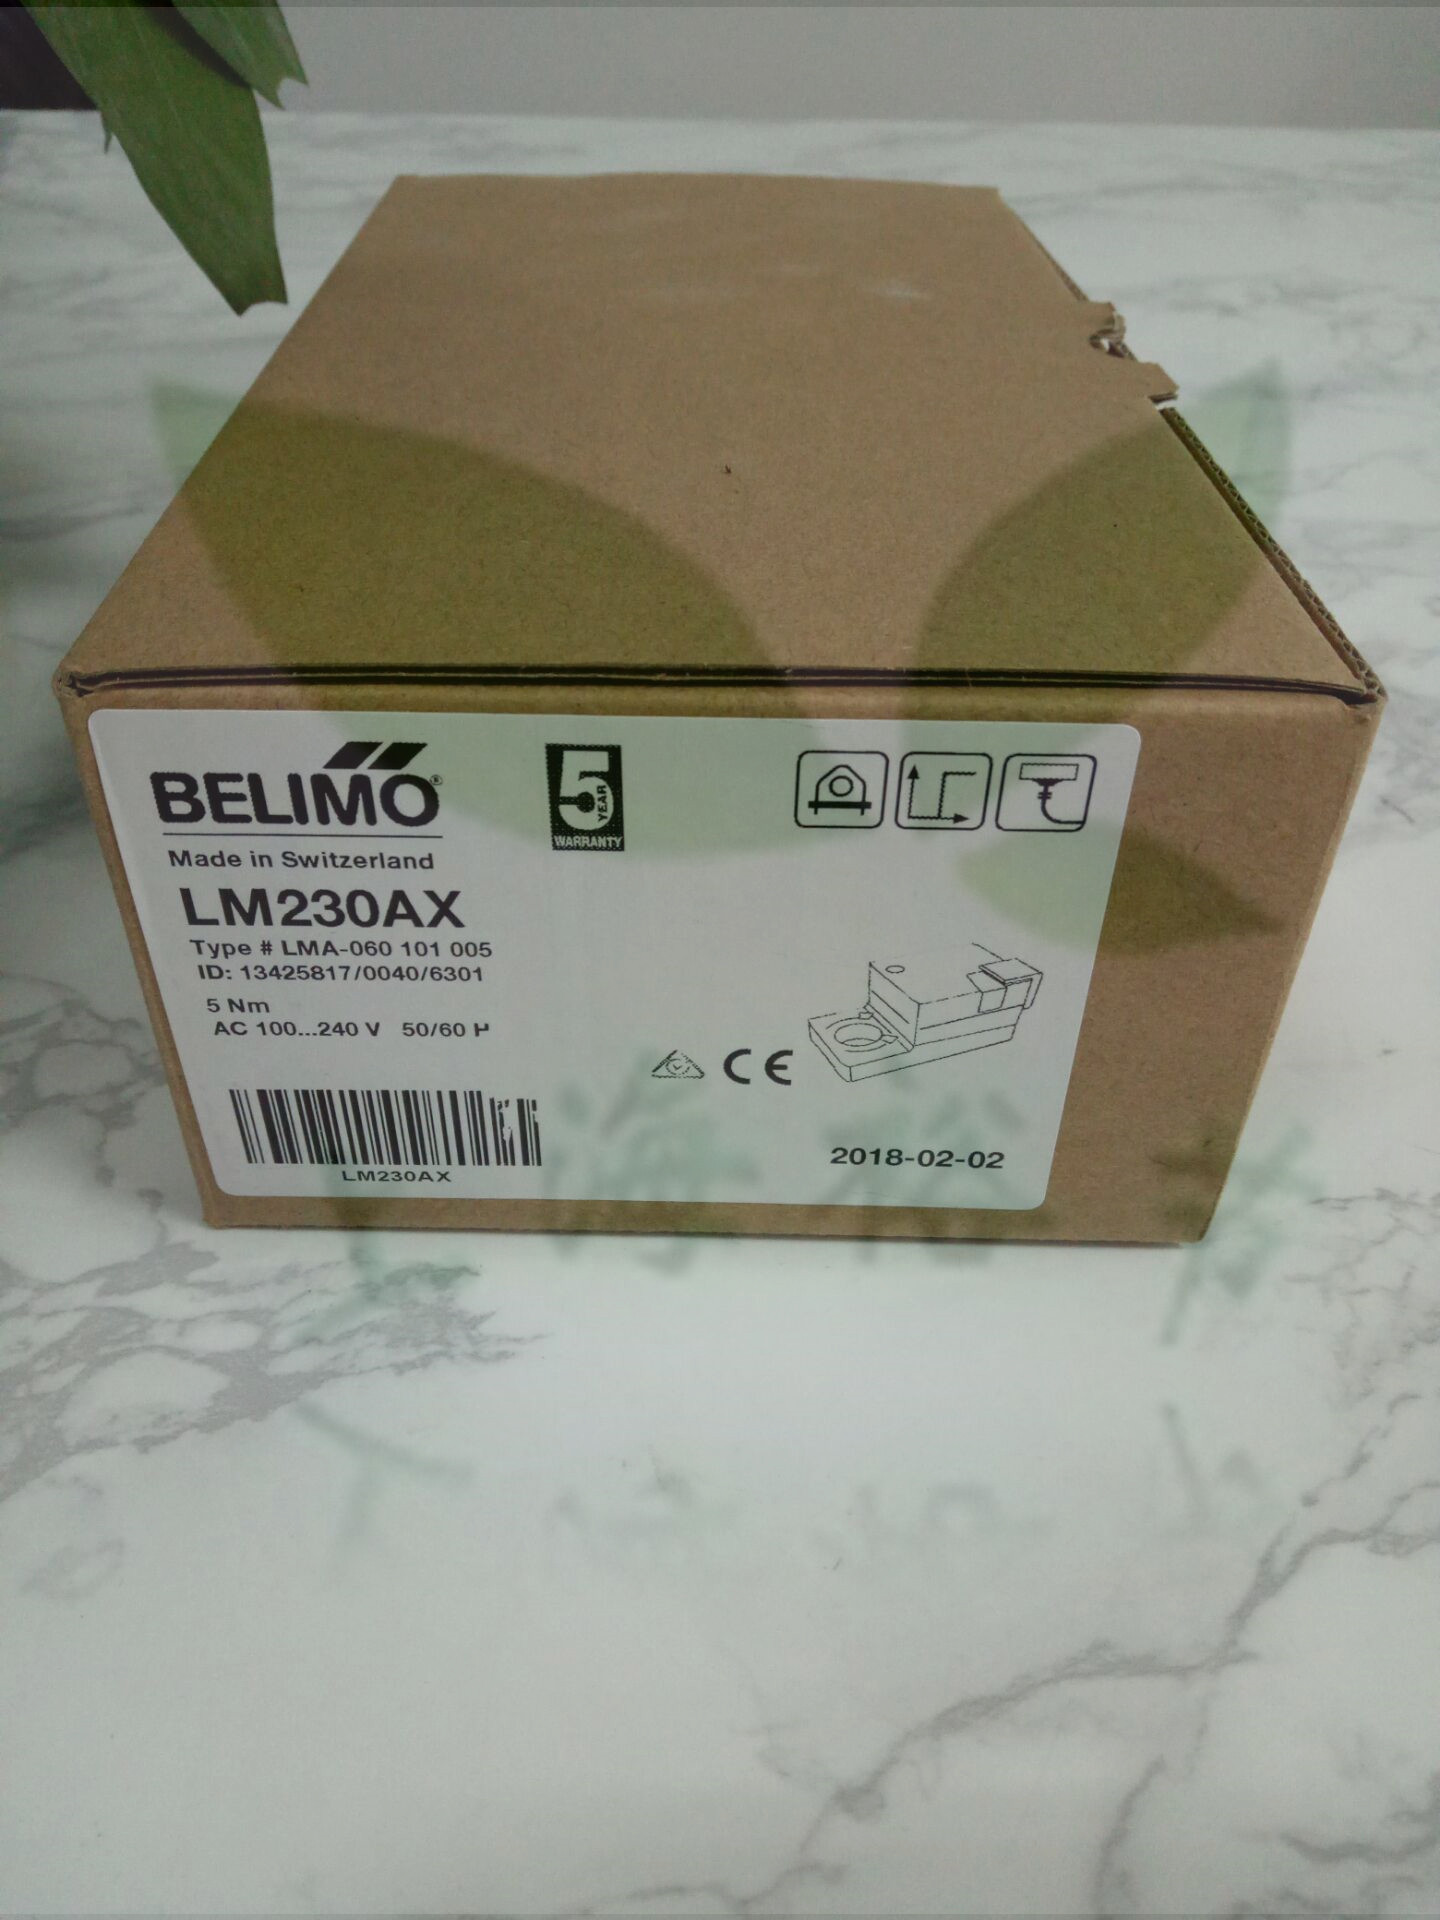 BELIMO®
Made in Switzerland
LM230AX
Type # LMA-060 101 005
ID: 13425817/0040/6301
5 Nm
AC 100...240 V 50/60 H
LM230AX
5
YEAR
WARRANTY
CE
2018-02-02